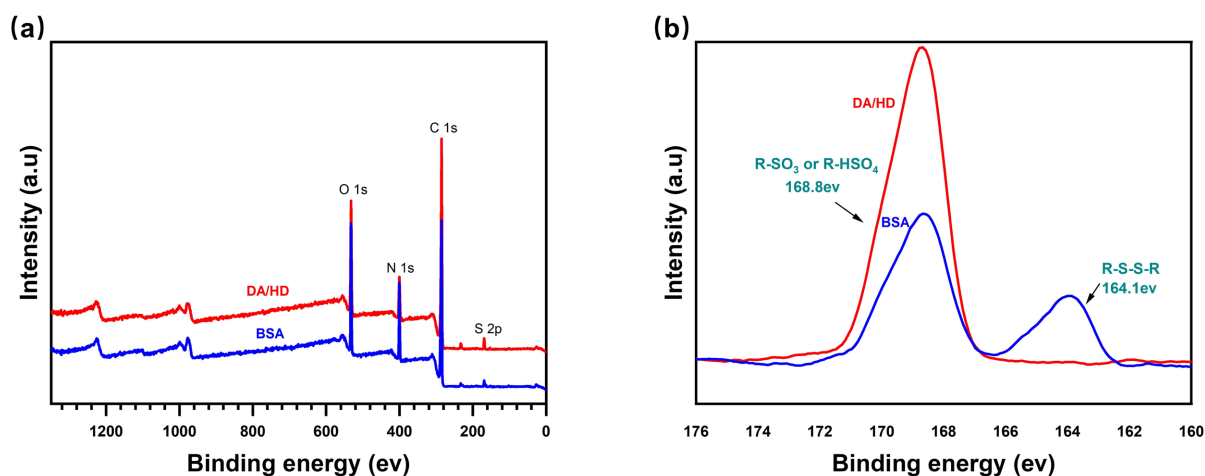 (a)
Intensity (a.u)
C 1s
O 1s
N 1s
DA/HD
BSA
S 2p
1200 1000 800 600 400 200 0
Binding energy (ev)
(b)
Intensity (a.u)
DA/HD
R-SO₃ or R-HSO₄
168.8ev
BSA
R-S-S-R
164.1ev
176 174 172 170 168 166 164 162 160
Binding energy (ev)